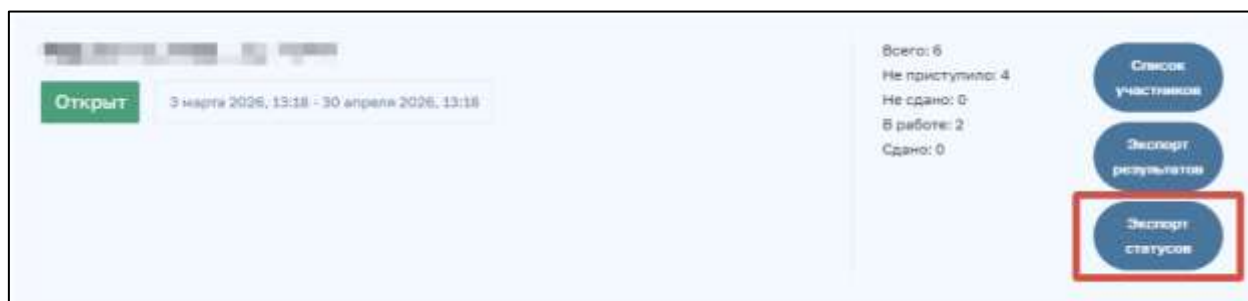 Открыт
3 марта 2026, 13:18 - 30 апреля 2026, 13:18
Всего: 6
Не приступило: 4
Не сдано: 0
В работе: 2
Сдано: 0
Список
участников
Экспорт
результатов
Экспорт
статусов